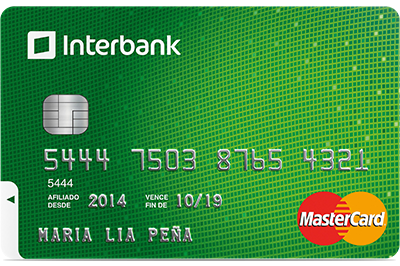 Interbank
5444 7503 8765 4321
5444
AFILIADO DESDE 2014 VENCE FIN DE 10/19
MARIA LIA PEÑA
MasterCard